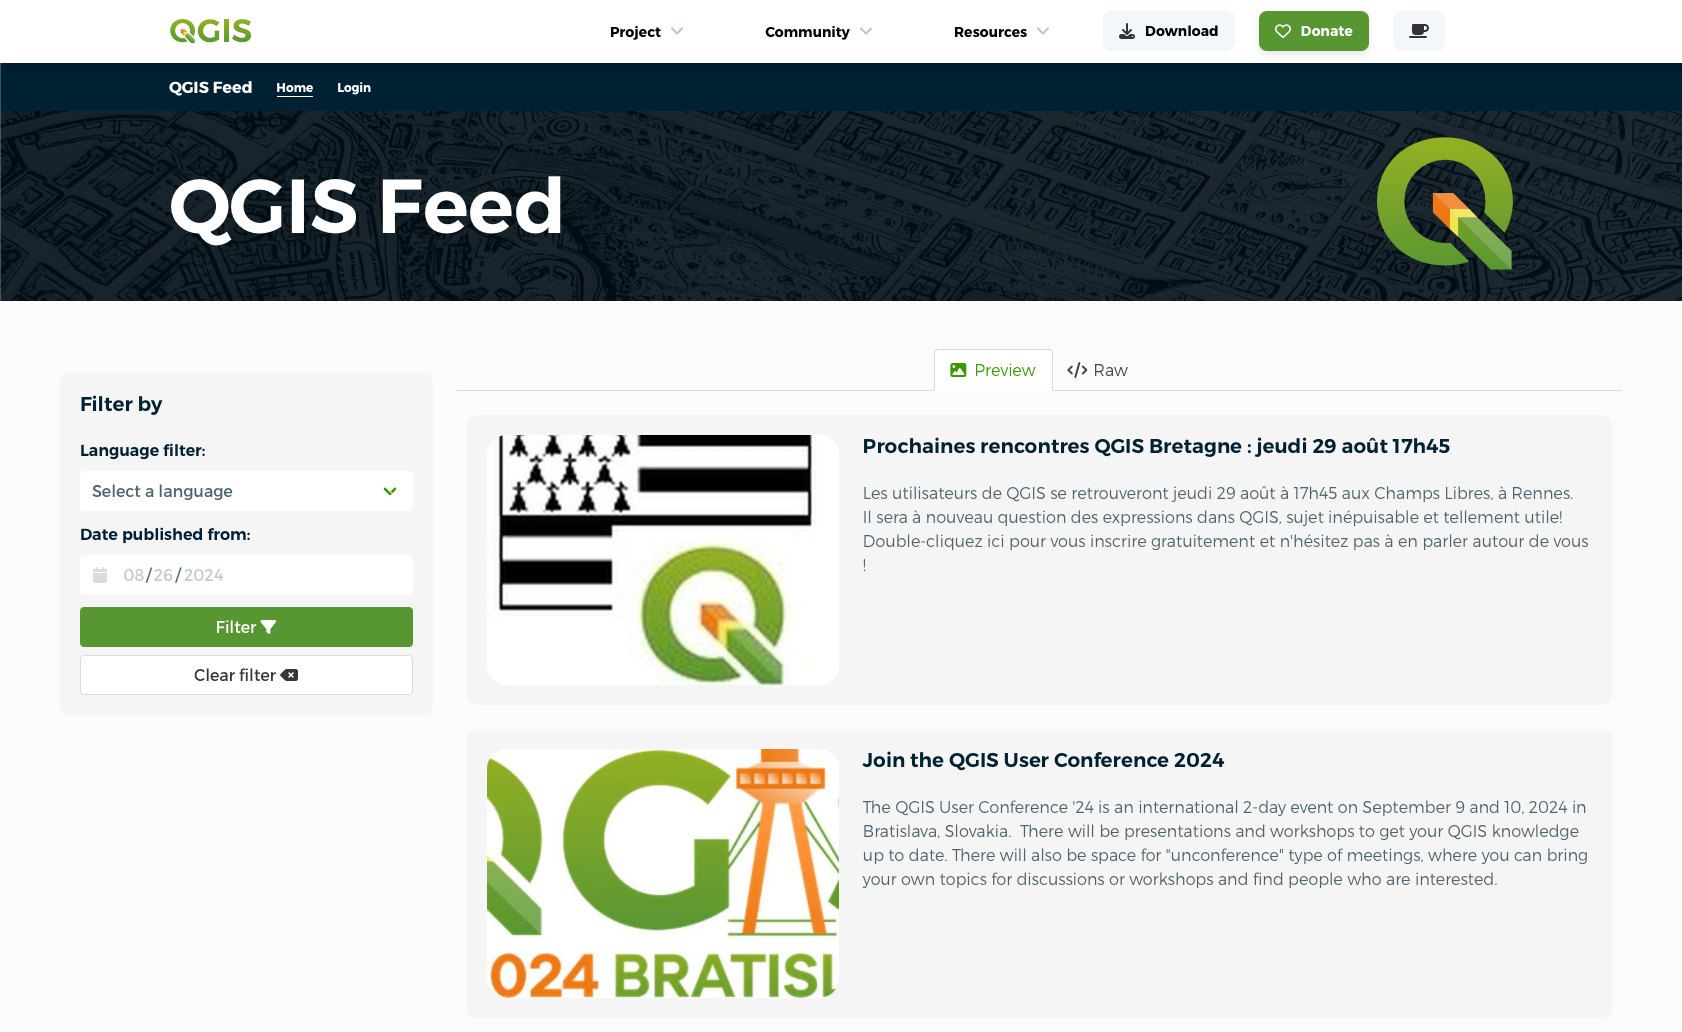 QGIS
Project
Community
Resources
Download
Donate
QGIS Feed
Home
Login
QGIS Feed
Preview
Raw
Filter by
Language filter:
Select a language
Date published from:
08/26/2024
Filter
Clear filter
Prochaines rencontres QGIS Bretagne : jeudi 29 août 17h45
Les utilisateurs de QGIS se retrouveront jeudi 29 août à 17h45 aux Champs Libres, à Rennes.
Il sera à nouveau question des expressions dans QGIS, sujet inépuisable et tellement utile!
Double-cliquez ici pour vous inscrire gratuitement et n'hésitez pas à en parler autour de vous
!
QG
024 BRATISL
Join the QGIS User Conference 2024
The QGIS User Conference '24 is an international 2-day event on September 9 and 10, 2024 in
Bratislava, Slovakia.  There will be presentations and workshops to get your QGIS knowledge
up to date. There will also be space for "unconference" type of meetings, where you can bring
your own topics for discussions or workshops and find people who are interested.